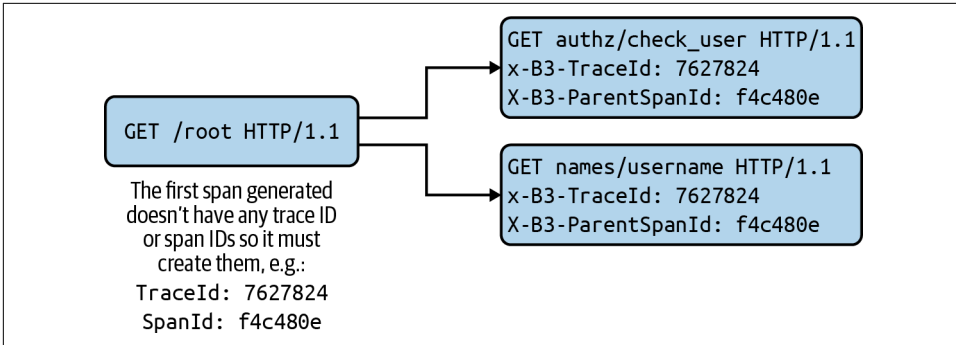 GET /root HTTP/1.1
The first span generated
doesn't have any trace ID
or span IDs so it must
create them, e.g.:
TraceId: 7627824
SpanId: f4c480e
GET authz/check_user HTTP/1.1
x-B3-TraceId: 7627824
X-B3-ParentSpanId: f4c480e
GET names/username HTTP/1.1
x-B3-TraceId: 7627824
X-B3-ParentSpanId: f4c480e